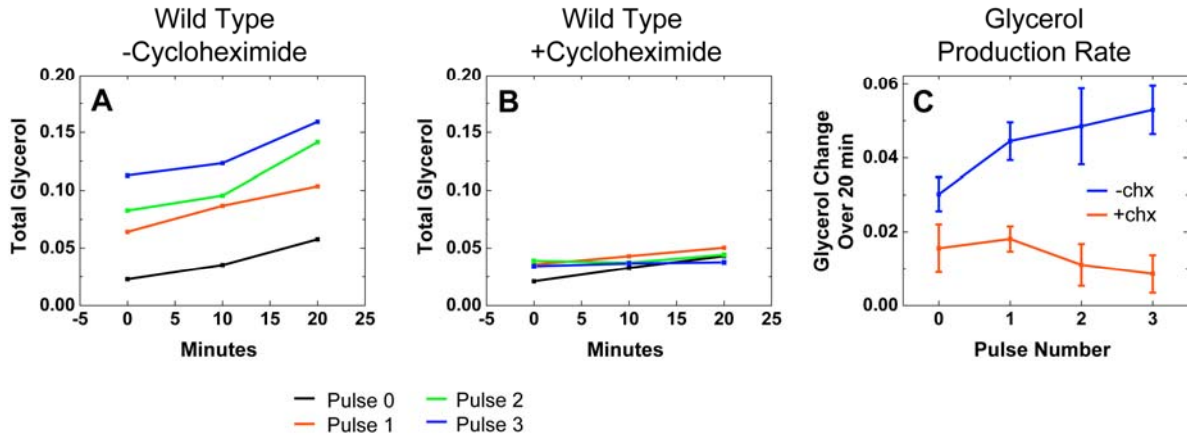 Wild Type
-Cycloheximide
A
Total Glycerol
0.20
0.15
0.10
0.05
0.00
-5 0 5 10 15 20 25
Minutes
Wild Type
+Cycloheximide
B
Total Glycerol
0.20
0.15
0.10
0.05
0.00
-5 0 5 10 15 20 25
Minutes
Glycerol
Production Rate
C
Glycerol Change
Over 20 min
0.06
0.04
0.02
0.00
-chx
+chx
0 1 2 3
Pulse Number
Pulse 0
Pulse 1
Pulse 2
Pulse 3